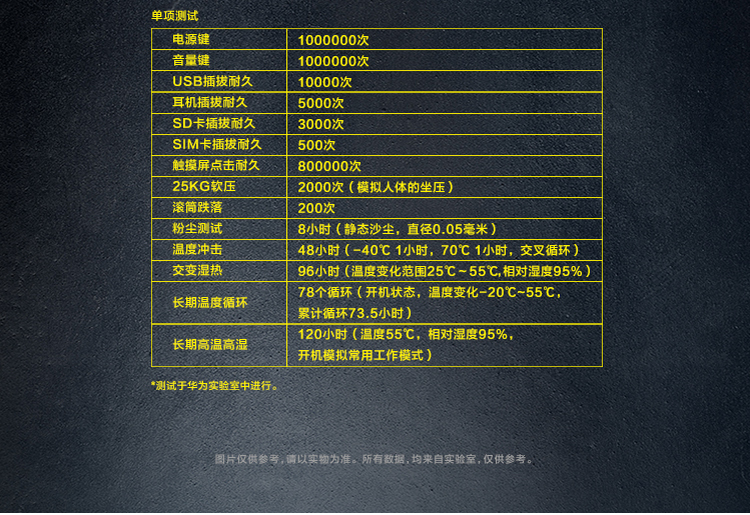 单项测试
电源键 1000000次
音量键 1000000次
USB插拔耐久 10000次
耳机插拔耐久 5000次
SD卡插拔耐久 3000次
SIM卡插拔耐久 500次
触摸屏点击耐久 800000次
25KG软压 2000次（模拟人体的坐压）
滚筒跌落 200次
粉尘测试 8小时（静态沙尘，直径0.05毫米）
温度冲击 48小时（-40℃ 1小时，70℃ 1小时，交叉循环）
交变湿热 96小时（温度变化范围25℃～55℃,相对湿度95%）
长期温度循环 78个循环（开机状态，温度变化-20℃~55℃，
累计循环73.5小时）
长期高温高湿 120小时（温度55℃，相对湿度95%，
开机模拟常用工作模式）
*测试于华为实验室中进行。
图片仅供参考,请以实物为准。所有数据,均来自实验室,仅供参考。